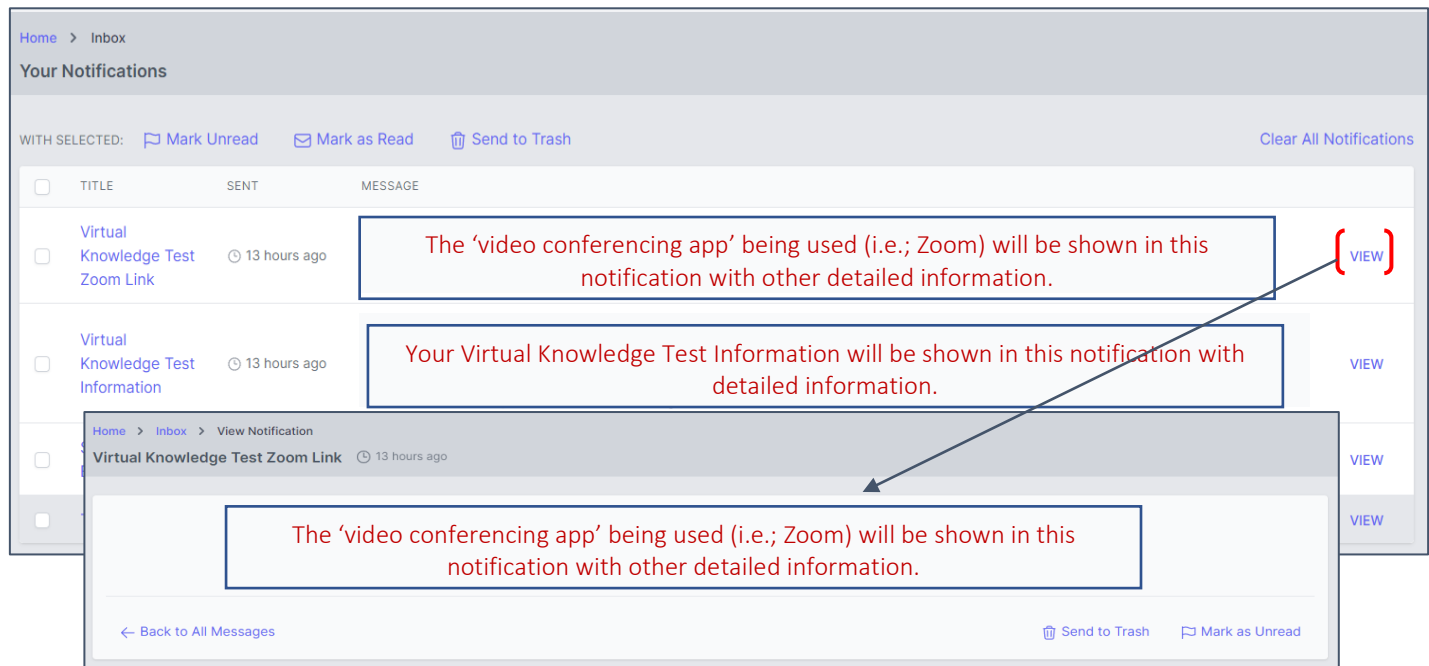 Home > Inbox
Your Notifications
WITH SELECTED: Mark Unread Mark as Read Send to Trash Clear All Notifications
TITLE SENT MESSAGE
Virtual
Knowledge Test
Zoom Link
13 hours ago
The ‘video conferencing app’ being used (i.e.; Zoom) will be shown in this
notification with other detailed information.
VIEW
Virtual
Knowledge Test
Information
13 hours ago
Your Virtual Knowledge Test Information will be shown in this notification with
detailed information.
VIEW
VIEW
VIEW
Home > Inbox > View Notification
Virtual Knowledge Test Zoom Link 13 hours ago
The ‘video conferencing app’ being used (i.e.; Zoom) will be shown in this
notification with other detailed information.
← Back to All Messages Send to Trash Mark as Unread